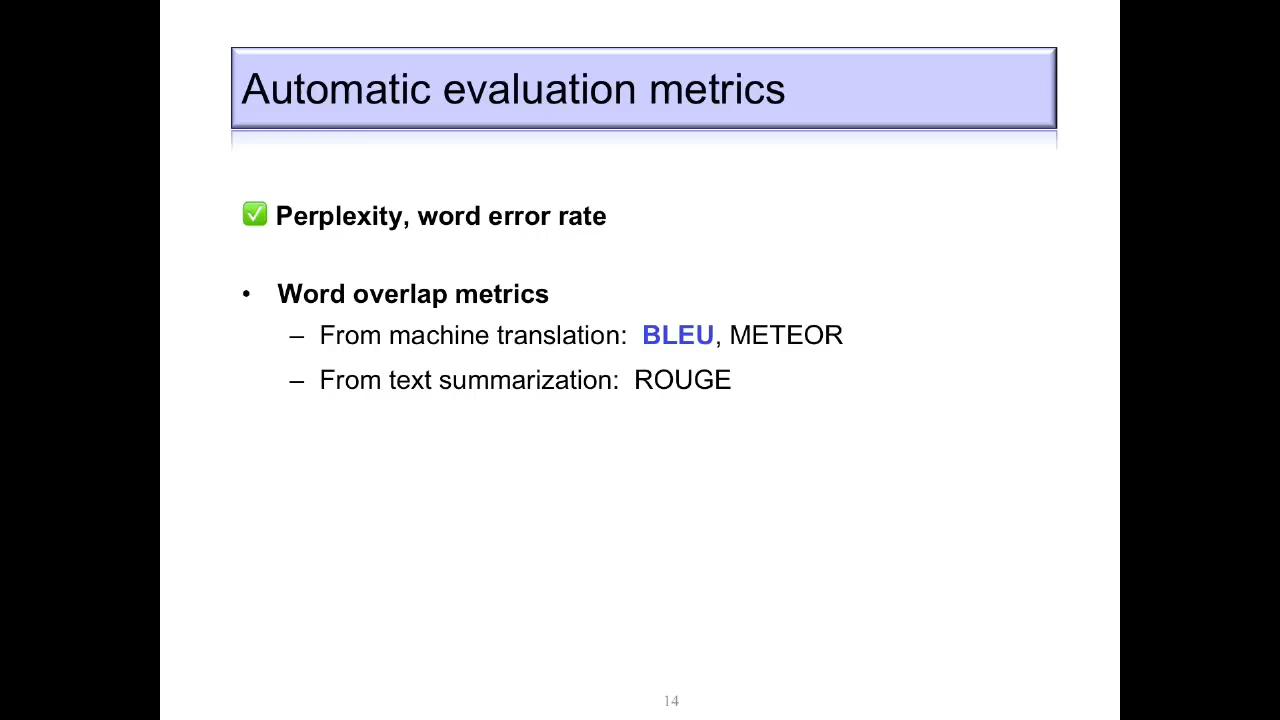 Automatic evaluation metrics
✅ Perplexity, word error rate
• Word overlap metrics
– From machine translation: BLEU, METEOR
– From text summarization: ROUGE
14